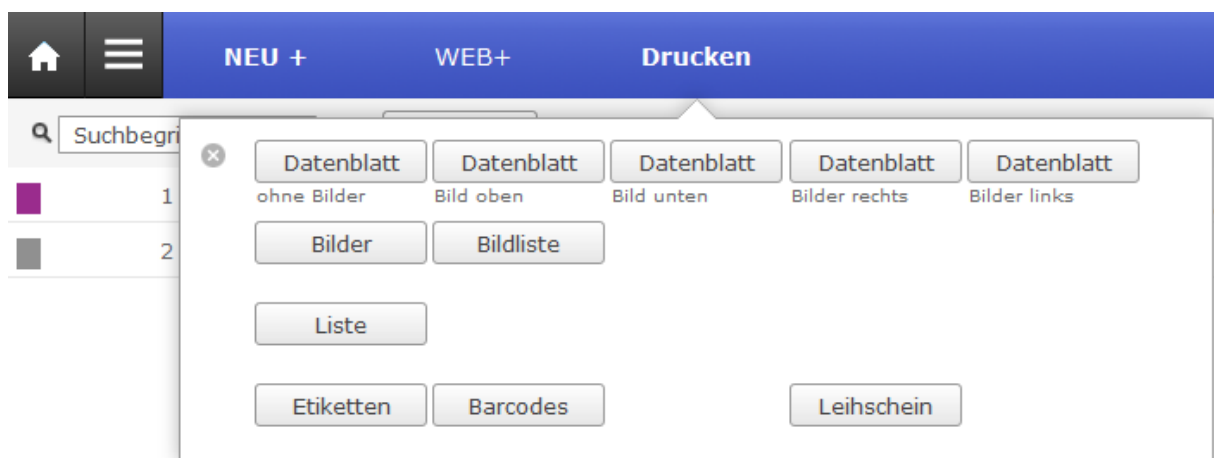 NEU + WEB+ Drucken
Suchbegri
Datenblatt Datenblatt Datenblatt Datenblatt Datenblatt
ohne Bilder Bild oben Bild unten Bilder rechts Bilder links
1
Bilder Bildliste
2
Liste
Etiketten Barcodes Leihschein